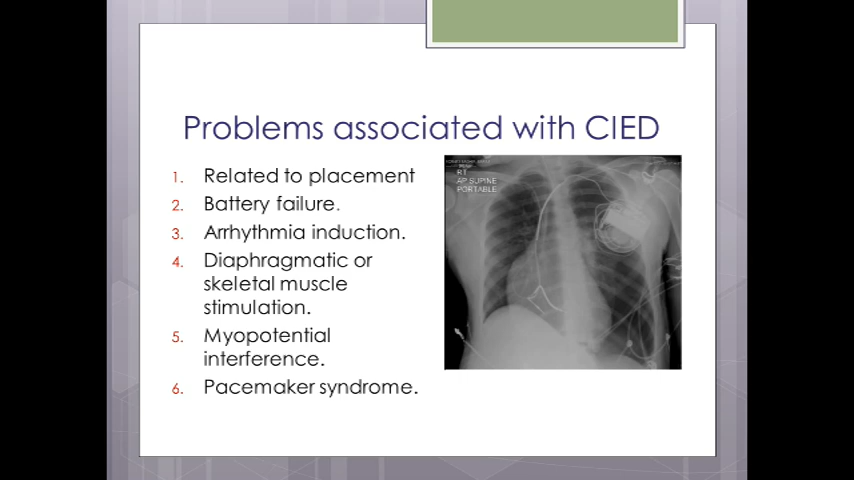 Problems associated with CIED
1. Related to placement
2. Battery failure.
3. Arrhythmia induction.
4. Diaphragmatic or
skeletal muscle
stimulation.
5. Myopotential
interference.
6. Pacemaker syndrome.
RT
AP SUPINE
PORTABLE